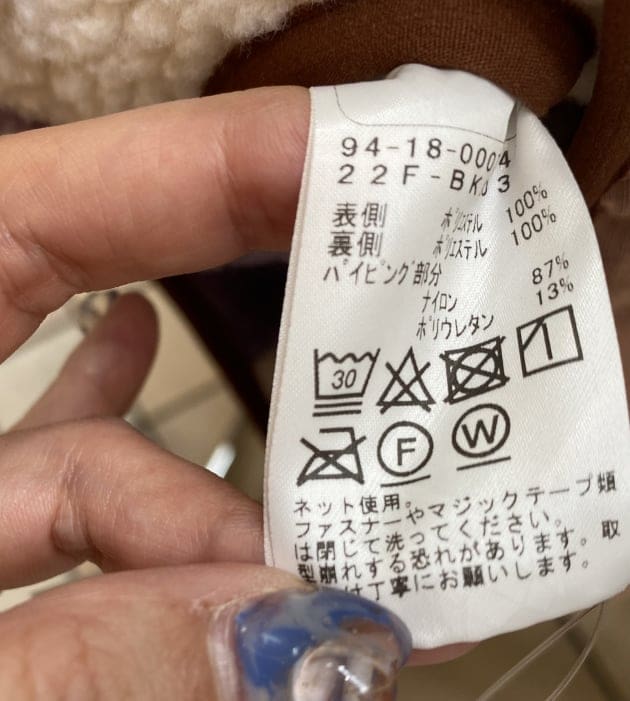 94-18-0004
22F-BK03
表側 ポリエステル 100%
裏側 ポリエステル 100%
パイピング部分
ナイロン 87%
ポリウレタン 13%
30
F W
ネット使用。
ファスナーやマジックテープ類
は閉じて洗ってください。
型崩れする恐れがあります。取
は丁寧にお願いします。